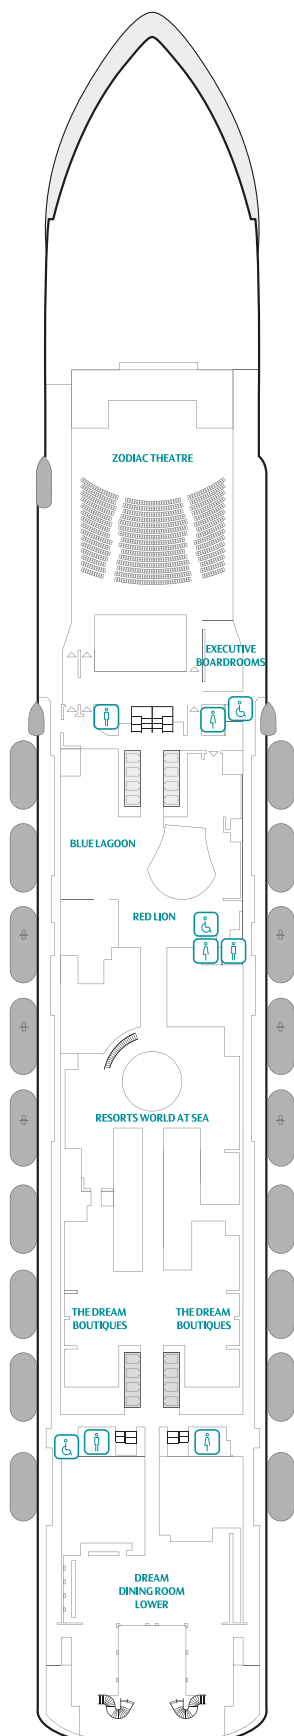 ZODIAC THEATRE
EXECUTIVE
BOARDROOMS
BLUE LAGOON
RED LION
RESORTS WORLD AT SEA
THE DREAM
BOUTIQUES
THE DREAM
BOUTIQUES
DREAM
DINING ROOM
LOWER